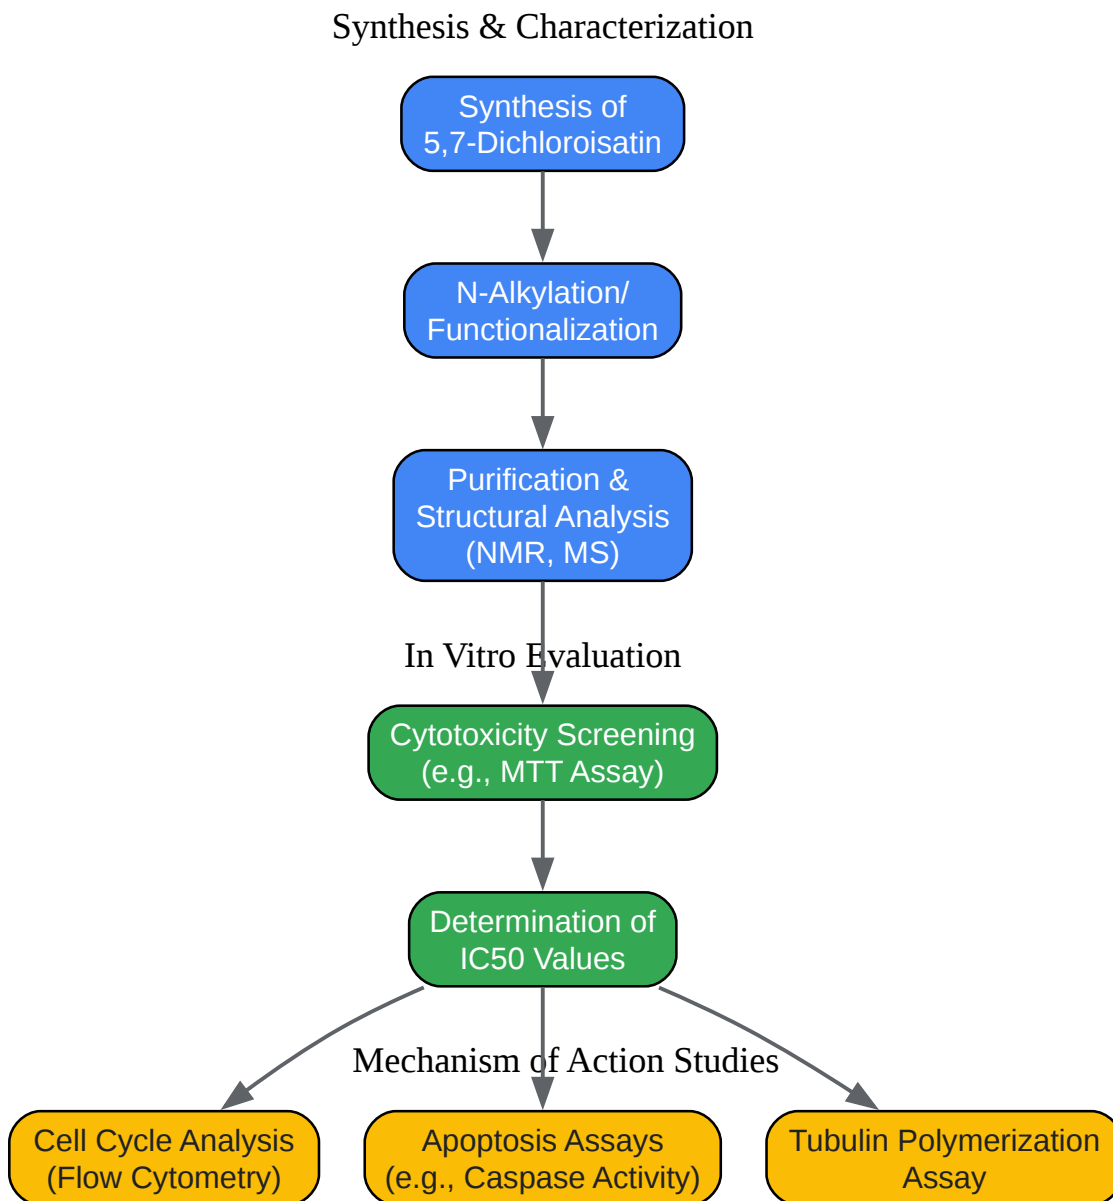 Synthesis & Characterization
Synthesis of
5,7-Dichloroisatin
N-Alkylation/
Functionalization
Purification &
Structural Analysis
(NMR, MS)
In Vitro Evaluation
Cytotoxicity Screening
(e.g., MTT Assay)
Determination of
IC50 Values
Mechanism of Action Studies
Cell Cycle Analysis
(Flow Cytometry)
Apoptosis Assays
(e.g., Caspase Activity)
Tubulin Polymerization
Assay